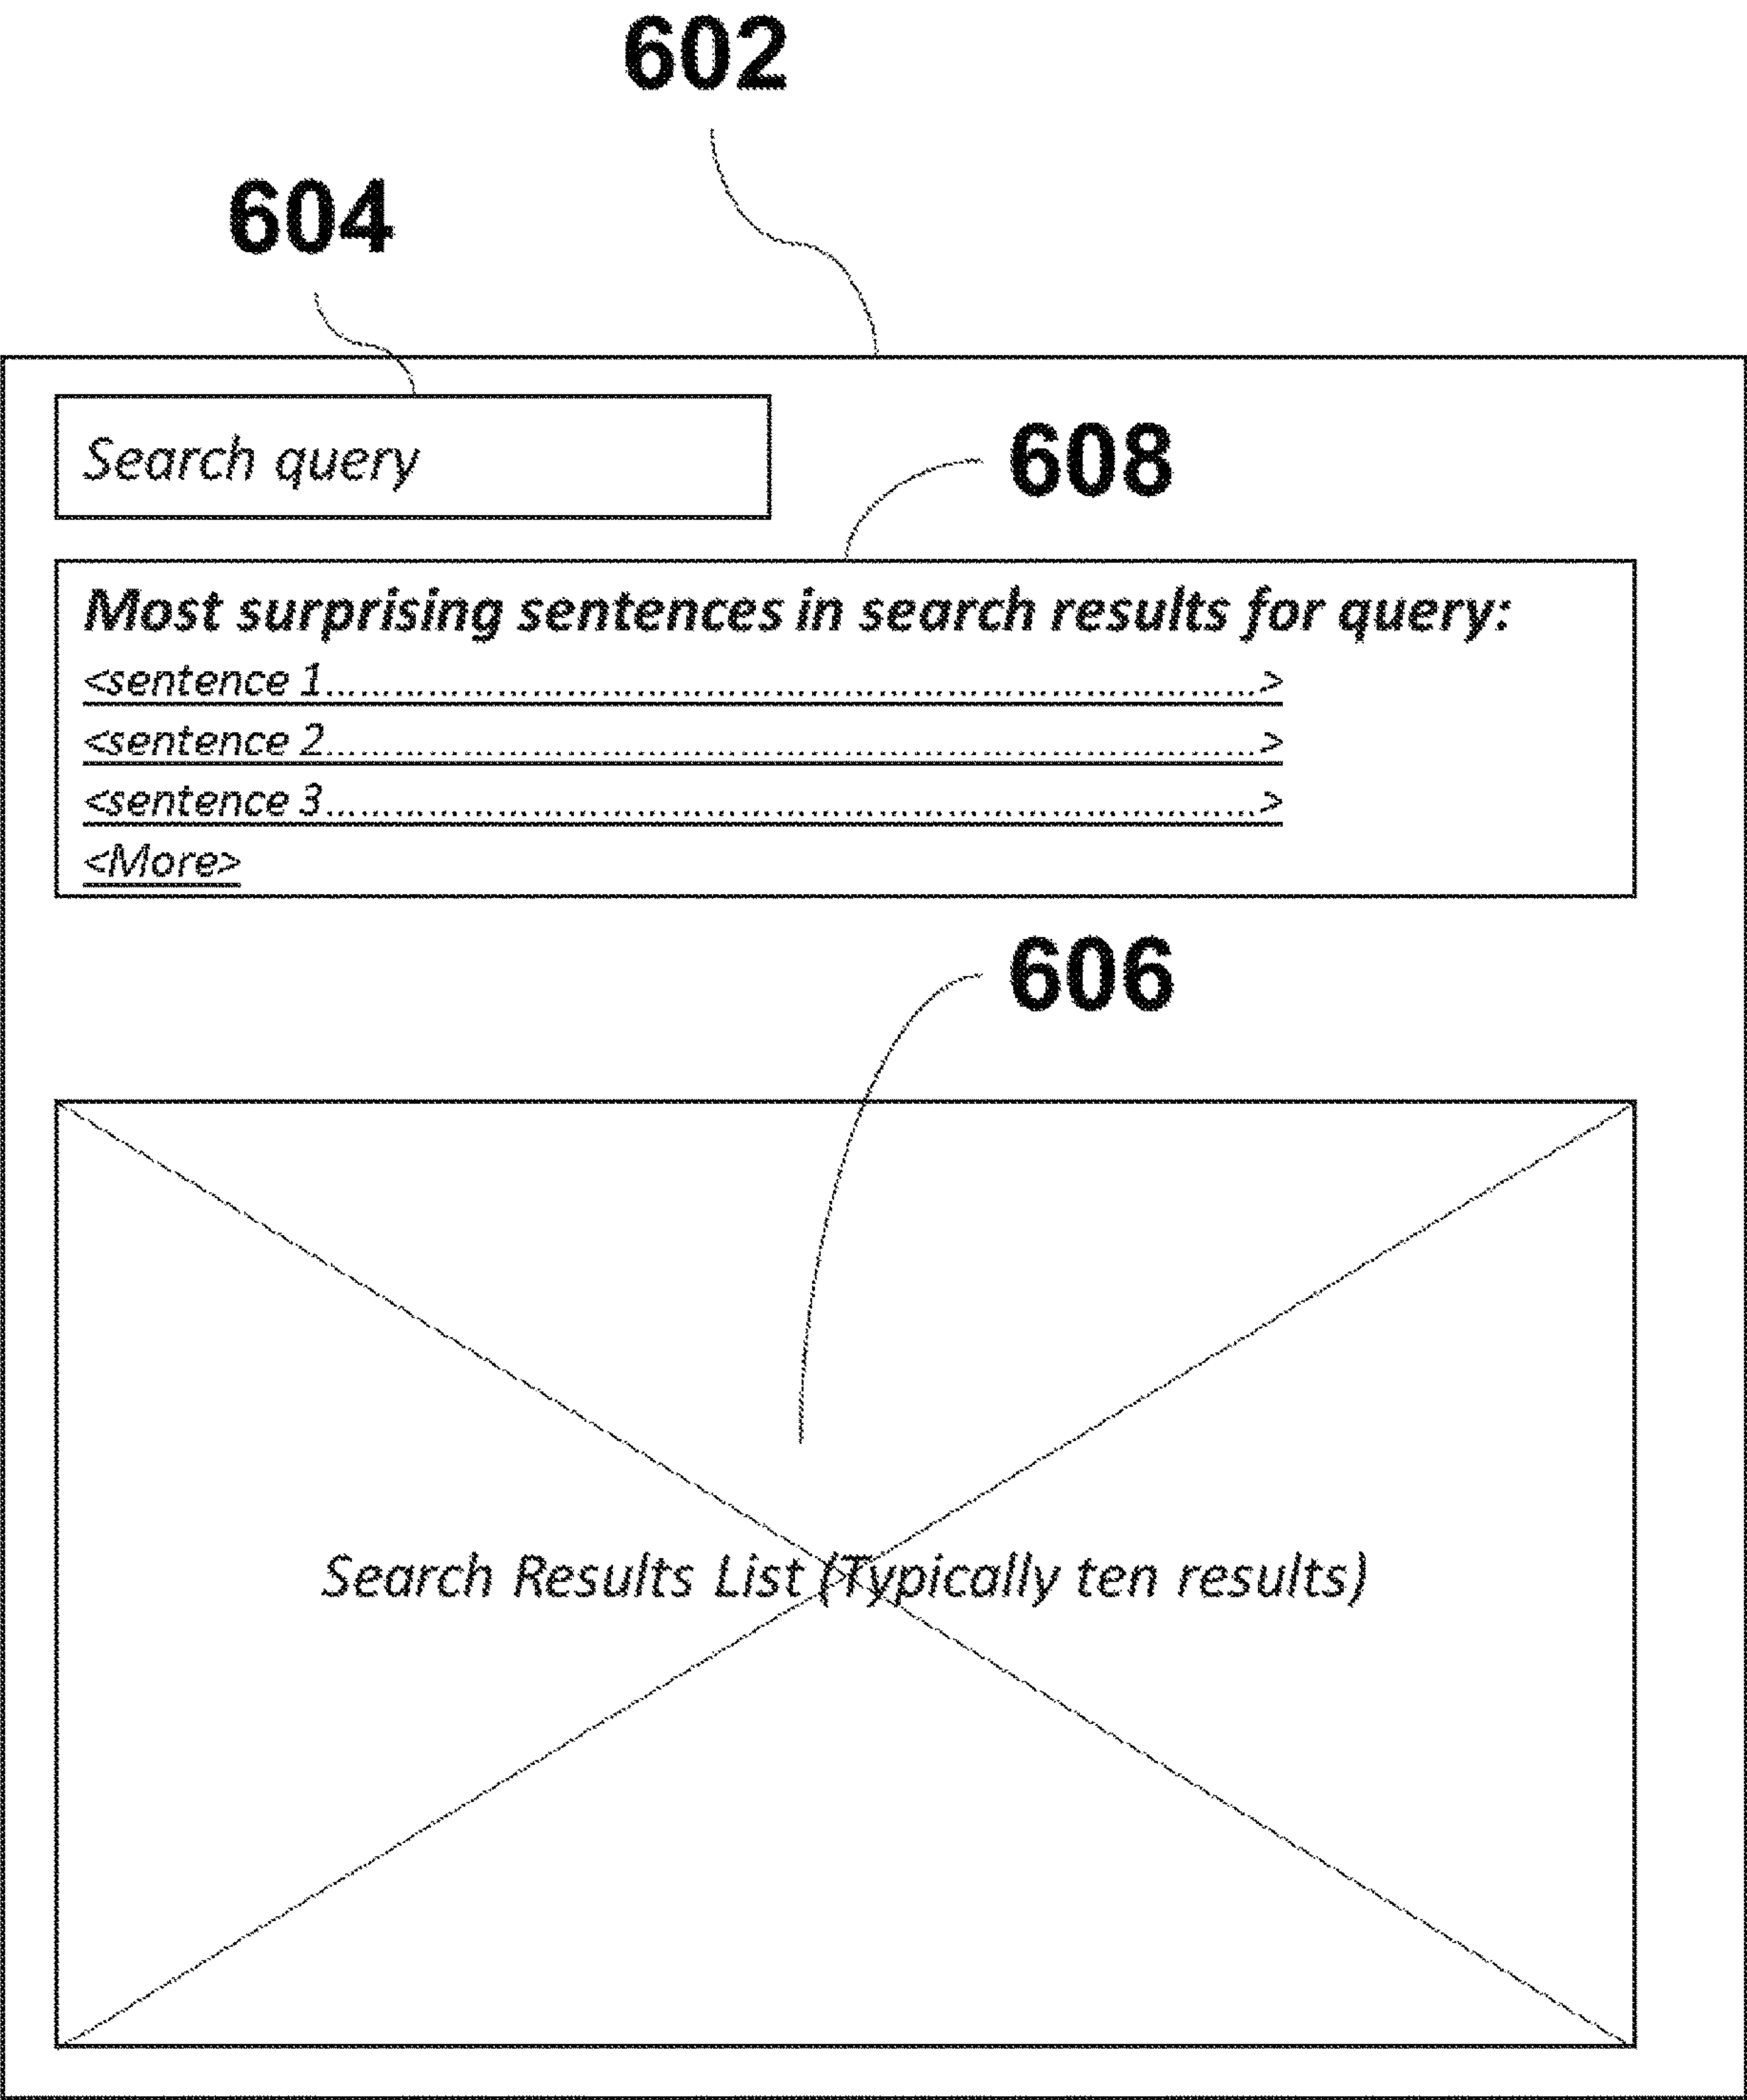 602
604
Search query
608
Most surprising sentences in search results for query:
<sentence 1....................................................................>
<sentence 2....................................................................>
<sentence 3....................................................................>
<More>
606
Search Results List (Typically ten results)